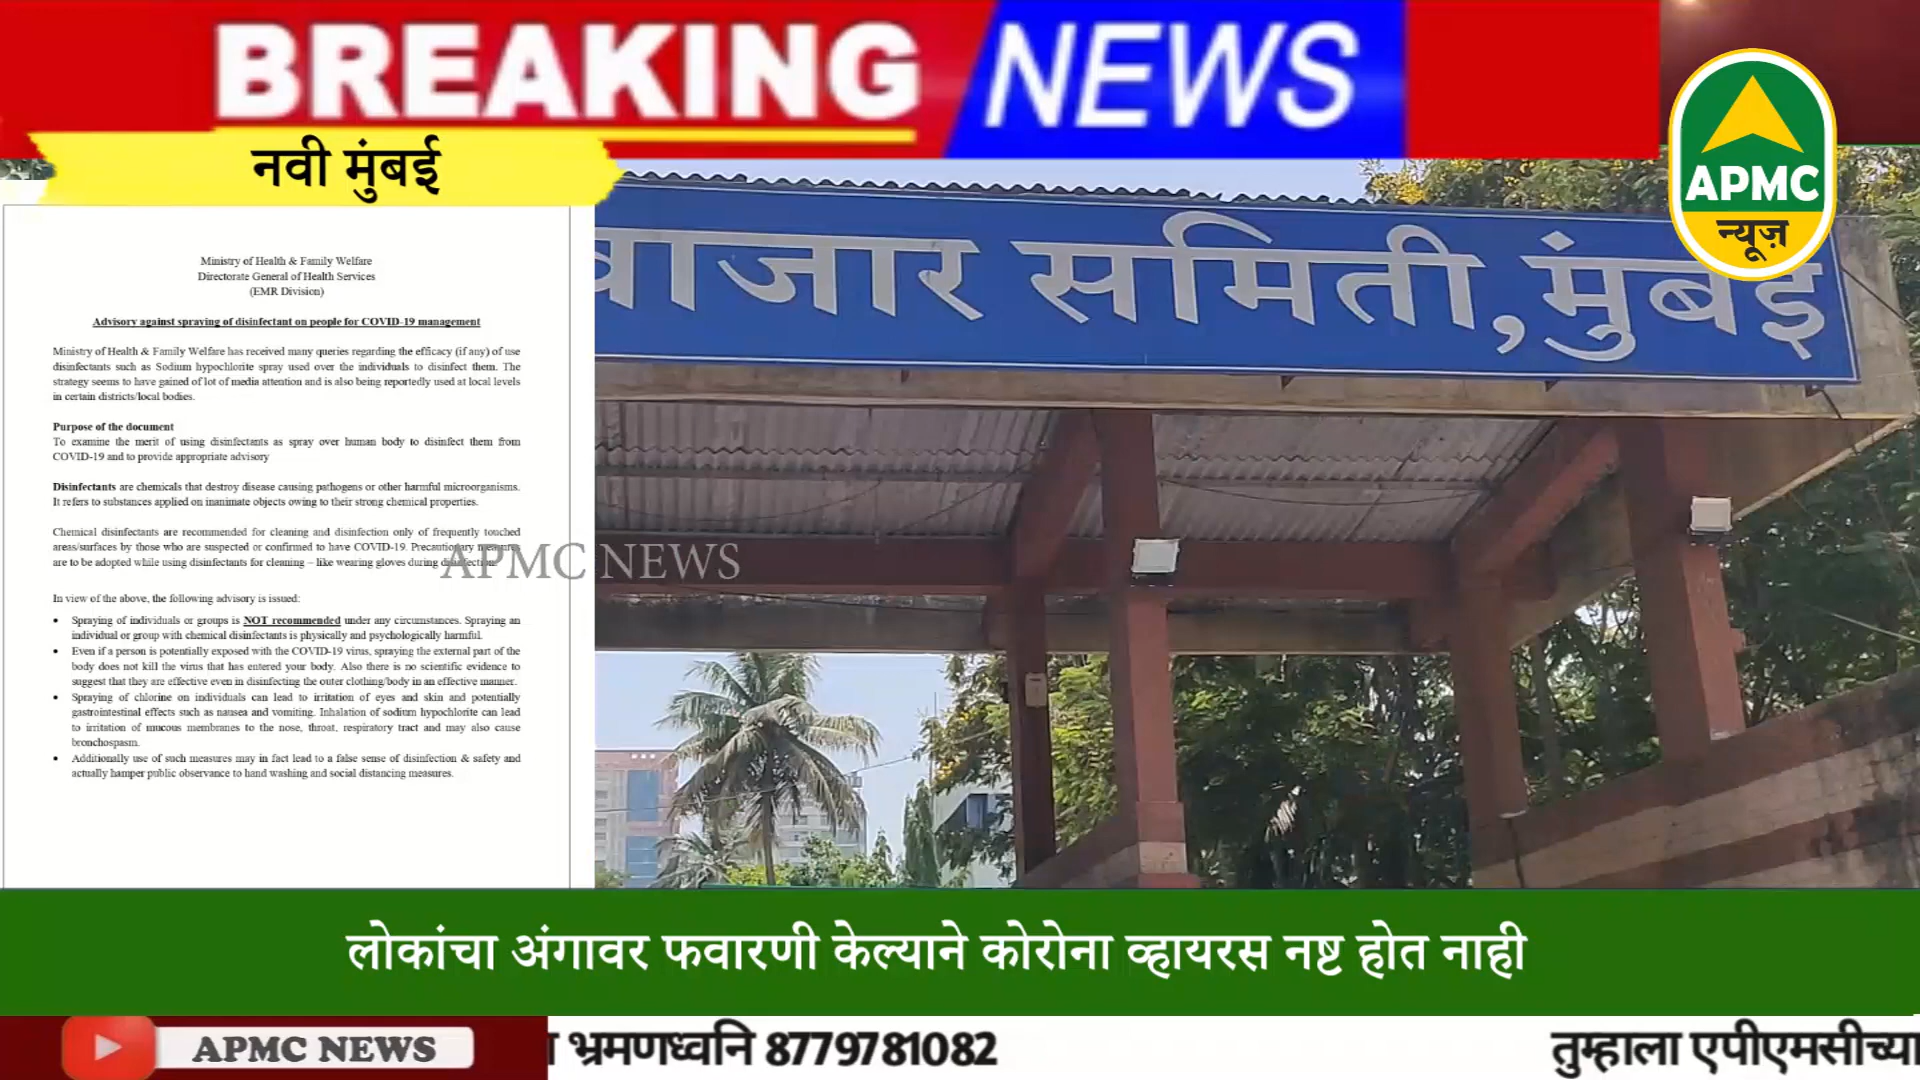 BREAKING NEWS
नवी मुंबई
APMC
न्यूज़
Ministry of Health & Family Welfare
Directorate General of Health Services
(EMR Division)
Advisory against spraying of disinfectant on people for COVID-19 management
Ministry of Health & Family Welfare has received many queries regarding the efficacy (if any) of use
disinfectants such as Sodium hypochlorite spray used over the individuals to disinfect them. The
strategy seems to have gained of lot of media attention and is also being reportedly used at local levels
in certain districts/local bodies.
Purpose of the document
To examine the merit of using disinfectants as spray over human body to disinfect them from
COVID-19 and to provide appropriate advisory
Disinfectants are chemicals that destroy disease causing pathogens or other harmful microorganisms.
It refers to substances applied on inanimate objects owing to their strong chemical properties.
Chemical disinfectants are recommended for cleaning and disinfection only of frequently touched
areas/surfaces by those who are suspected or confirmed to have COVID-19. Precautionary measures
are to be adopted while using disinfectants for cleaning – like wearing gloves during disinfection.
In view of the above, the following advisory is issued:
• Spraying of individuals or groups is NOT recommended under any circumstances. Spraying an
individual or group with chemical disinfectants is physically and psychologically harmful.
• Even if a person is potentially exposed with the COVID-19 virus, spraying the external part of the
body does not kill the virus that has entered your body. Also there is no scientific evidence to
suggest that they are effective even in disinfecting the outer clothing/body in an effective manner.
• Spraying of chlorine on individuals can lead to irritation of eyes and skin and potentially
gastrointestinal effects such as nausea and vomiting. Inhalation of sodium hypochlorite can lead
to irritation of mucous membranes to the nose, throat, respiratory tract and may also cause
bronchospasm.
• Additionally use of such measures may in fact lead to a false sense of disinfection & safety and
actually hamper public observance to hand washing and social distancing measures.
बाजार समिती, मुंबई
APMC NEWS
लोकांचा अंगावर फवारणी केल्याने कोरोना व्हायरस नष्ट होत नाही
APMC NEWS
भ्रमणध्वनि 8779781082
तुम्हाला एपीएमसीच्या